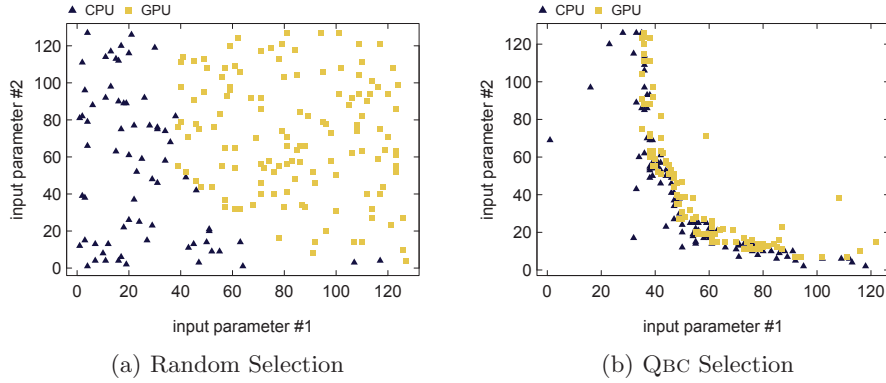 CPU GPU
input parameter #2
120
100
80
60
40
20
0
0 20 40 60 80 100 120
input parameter #1
(a) Random Selection
CPU GPU
input parameter #2
120
100
80
60
40
20
0
0 20 40 60 80 100 120
input parameter #1
(b) QBC Selection